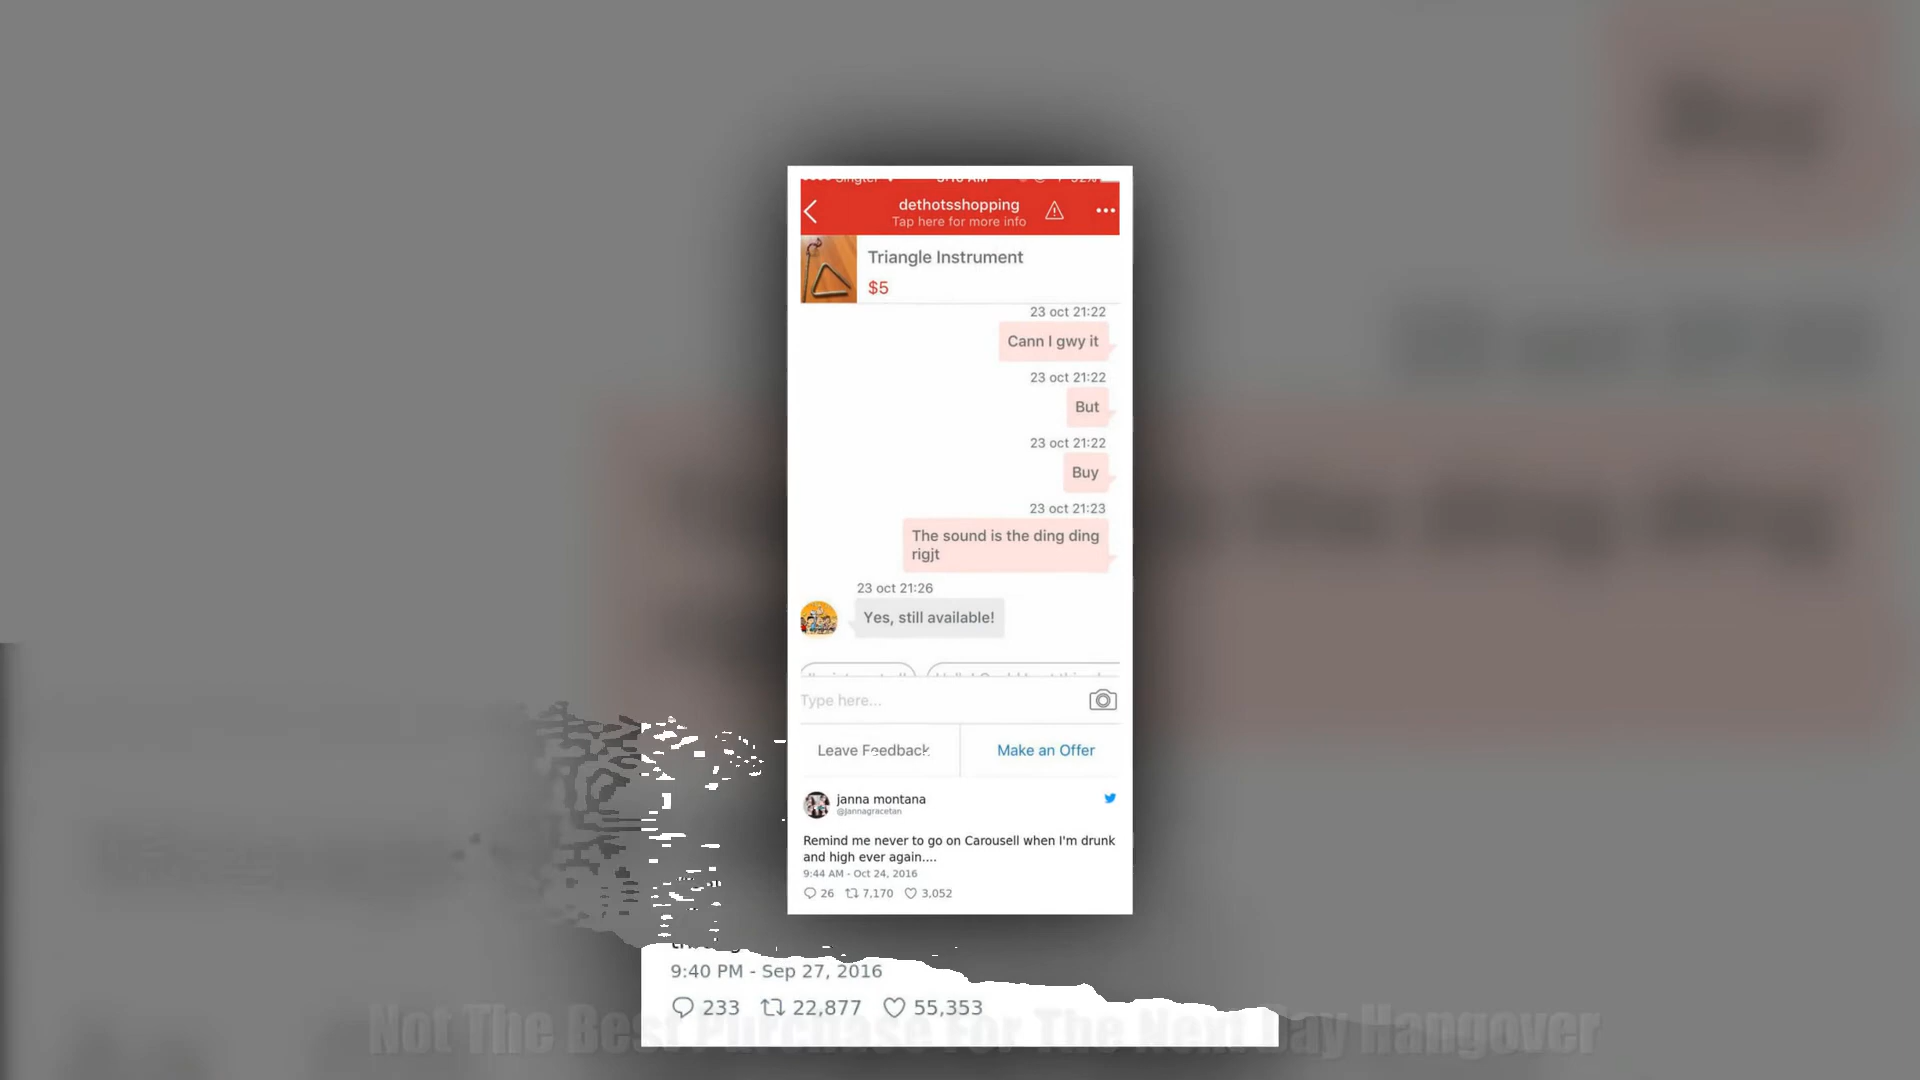 dethotsshopping
Tap here for more info
Triangle Instrument
$5
23 oct 21:22
Cann I gwy it
23 oct 21:22
But
23 oct 21:22
Buy
23 oct 21:23
The sound is the ding ding
rigjt
23 oct 21:26
Yes, still available!
Type here...
Leave Feedback
Make an Offer
janna montana
@jannagracetan
Remind me never to go on Carousell when I'm drunk
and high ever again....
9:44 AM - Oct 24, 2016
26 7,170 3,052
9:40 PM - Sep 27, 2016
233 22,877 55,353
Not The Best Purchase For The Next Day Hangover